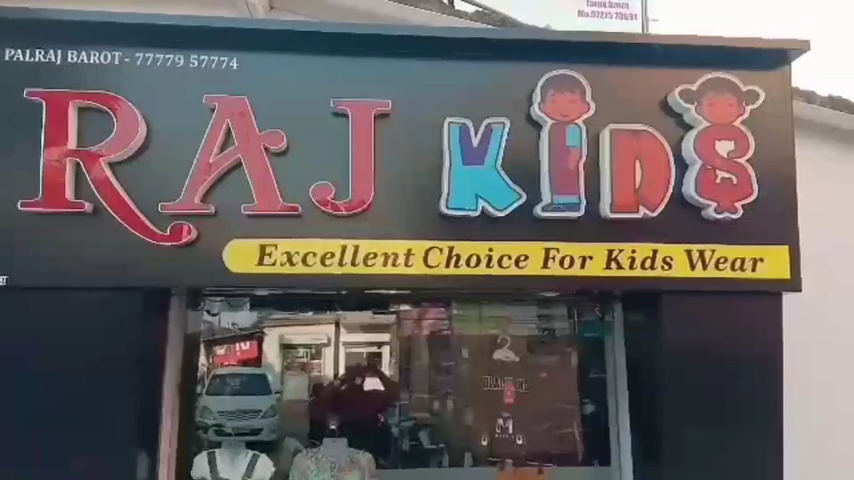 PALRAJ BAROT - 77779 57774
RAJ KIDS
Excellent Choice For Kids Wear